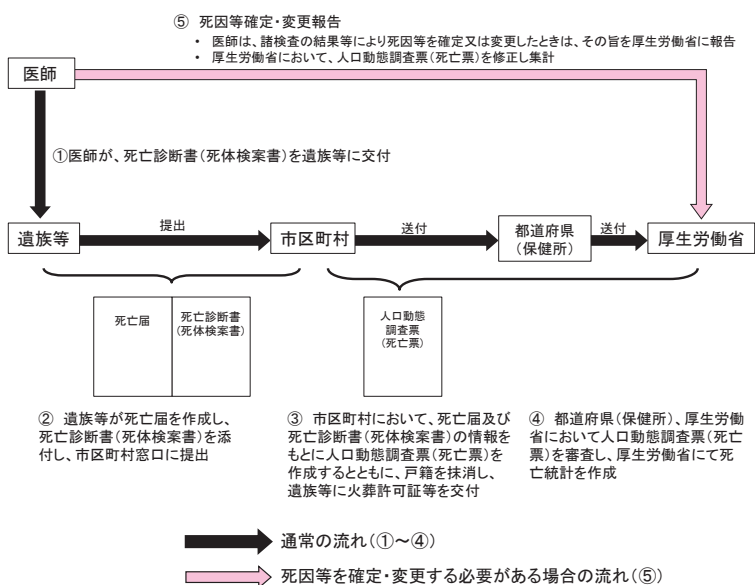 ⑤ 死因等確定・変更報告
・ 医師は、諸検査の結果等により死因等を確定又は変更したときは、その旨を厚生労働省に報告
・ 厚生労働省において、人口動態調査票(死亡票)を修正し集計
医師
①医師が、死亡診断書(死体検案書)を遺族等に交付
遺族等
提出
市区町村
送付
都道府県
(保健所)
送付
厚生労働省
死亡届
死亡診断書
(死体検案書)
人口動態
調査票
(死亡票)
② 遺族等が死亡届を作成し、
死亡診断書(死体検案書)を添
付し、市区町村窓口に提出
③ 市区町村において、死亡届及び
死亡診断書(死体検案書)の情報を
もとに人口動態調査票(死亡票)を
作成するとともに、戸籍を抹消し、
遺族等に火葬許可証等を交付
④ 都道府県(保健所)、厚生労働
省において人口動態調査票(死亡
票)を審査し、厚生労働省にて死
亡統計を作成
通常の流れ(①～④)
死因等を確定・変更する必要がある場合の流れ(⑤)